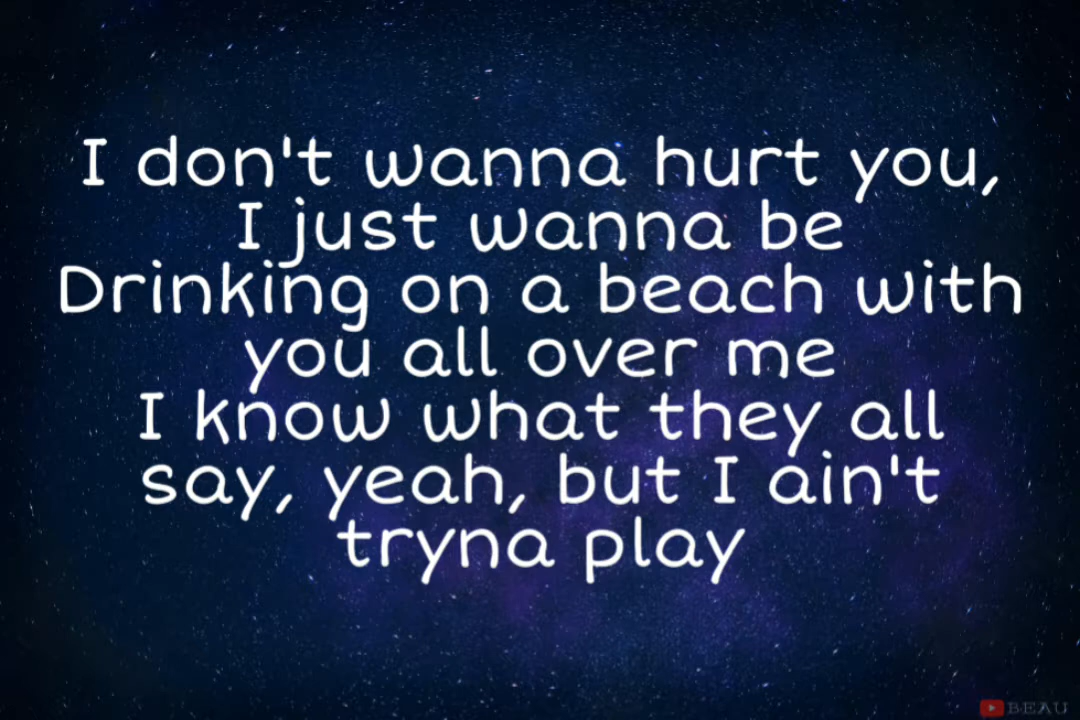 I don't wanna hurt you,
I just wanna be
Drinking on a beach with
you all over me
I know what they all
say, yeah, but I ain't
tryna play
BEAU